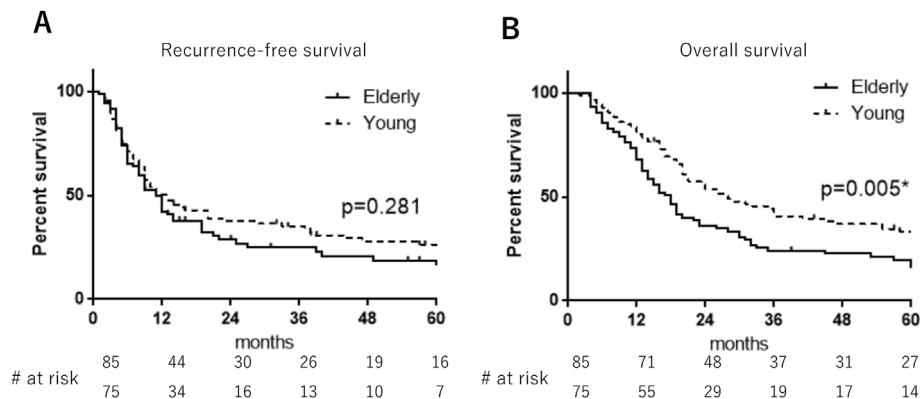 A
Recurrence-free survival
Percent survival
100
50
0
Elderly
Young
p=0.281
0 12 24 36 48 60
months
# at risk
85 44 30 26 19 16
75 34 16 13 10 7
B
Overall survival
Percent survival
100
50
0
Elderly
Young
p=0.005*
0 12 24 36 48 60
months
# at risk
85 71 48 37 31 27
75 55 29 19 17 14